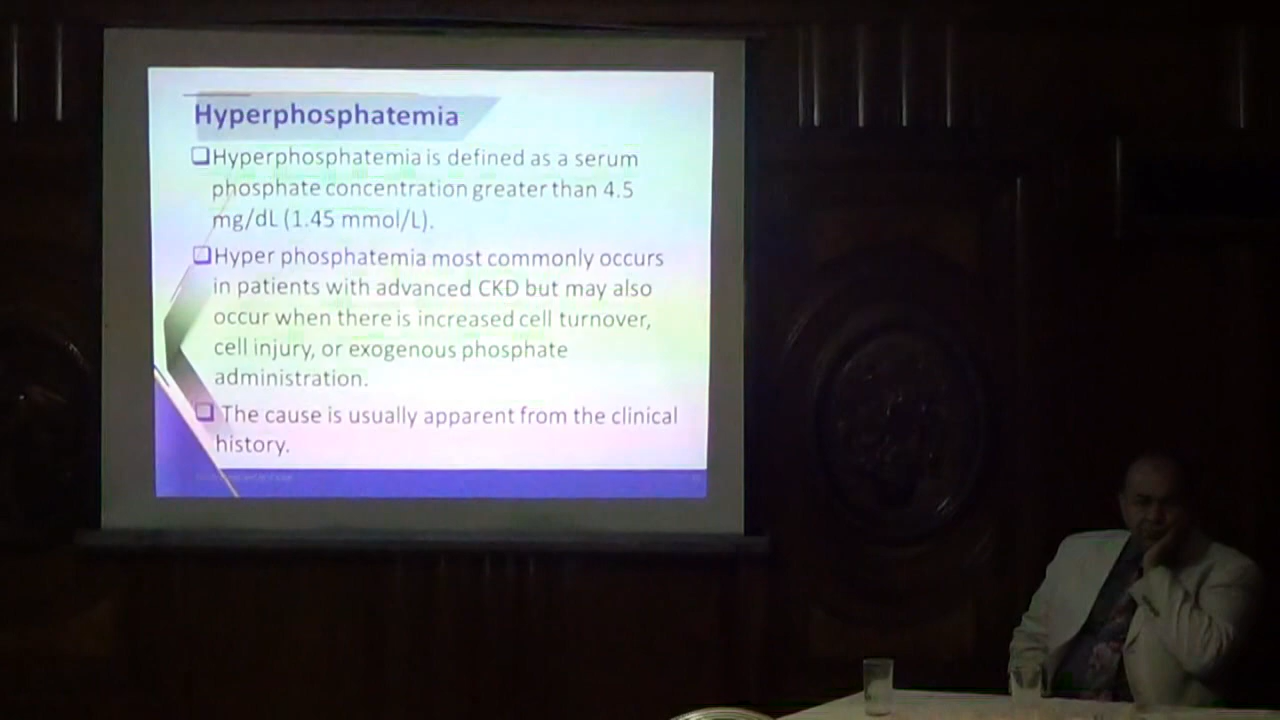 Hyperphosphatemia
❑Hyperphosphatemia is defined as a serum
phosphate concentration greater than 4.5
mg/dL (1.45 mmol/L).
❑Hyper phosphatemia most commonly occurs
in patients with advanced CKD but may also
occur when there is increased cell turnover,
cell injury, or exogenous phosphate
administration.
❑ The cause is usually apparent from the clinical
history.